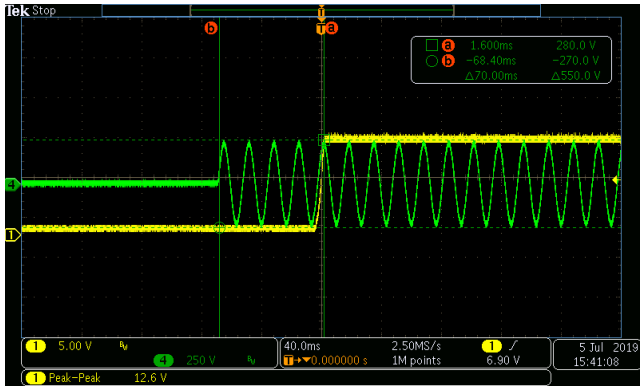 Tek Stop
T
b T a
a 1.600ms 280.0 V
b −68.40ms −270.0 V
Δ70.00ms Δ550.0 V
4
1
1 5.00 V BW
4 250 V BW
40.0ms 2.50MS/s 1
T→▼0.000000 s 1M points 6.90 V
5 Jul 2019
15:41:08
1 Peak-Peak 12.6 V